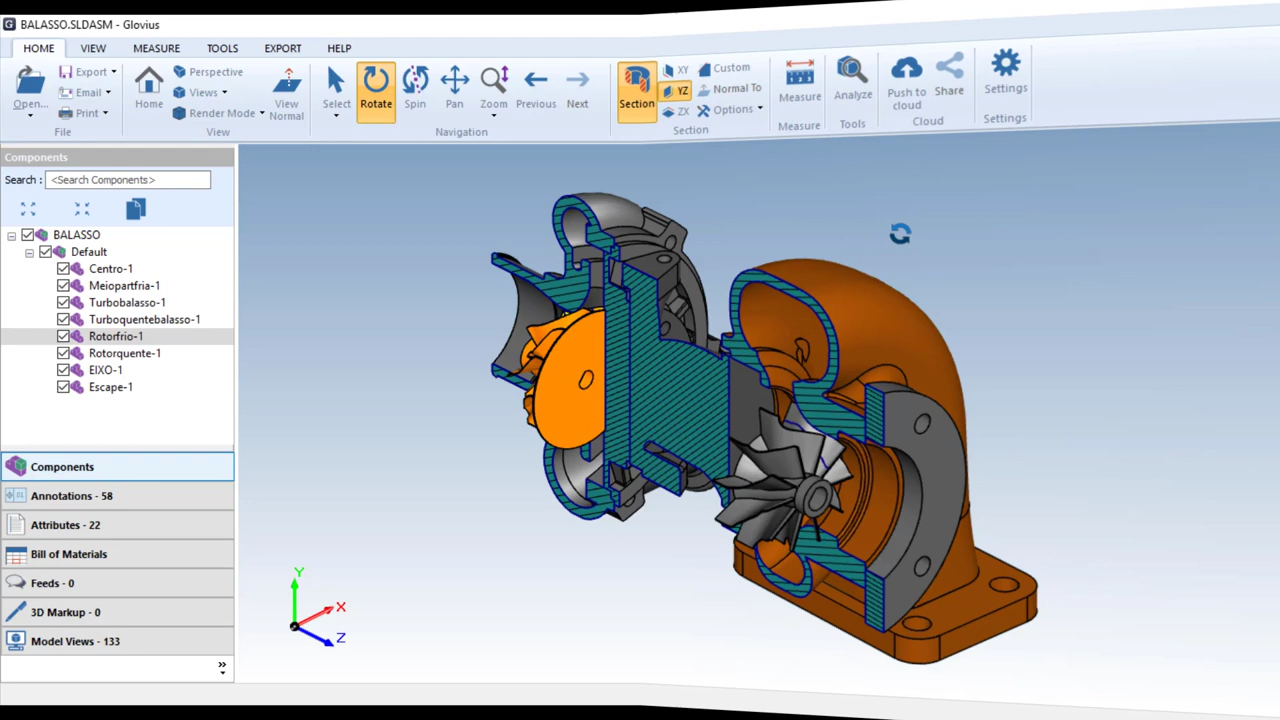 BALASSO.SLDASM - Glovius
HOME VIEW MEASURE TOOLS EXPORT HELP
Open...
Export
Email
Print
File
Home
Perspective
Views
Render Mode
View Normal
View
Select
Rotate
Spin
Pan
Zoom
Previous
Next
Navigation
Section
XY
YZ
ZX
Custom
Normal To
Options
Section
Measure
Measure
Analyze
Tools
Push to cloud
Share
Cloud
Settings
Settings
Components
Search : <Search Components>
BALASSO
Default
Centro-1
Meiopartfria-1
Turbobalasso-1
Turboquentebalasso-1
Rotorfrio-1
Rotorquente-1
EIXO-1
Escape-1
Components
Annotations - 58
Attributes - 22
Bill of Materials
Feeds - 0
3D Markup - 0
Model Views - 133
Y
X
Z